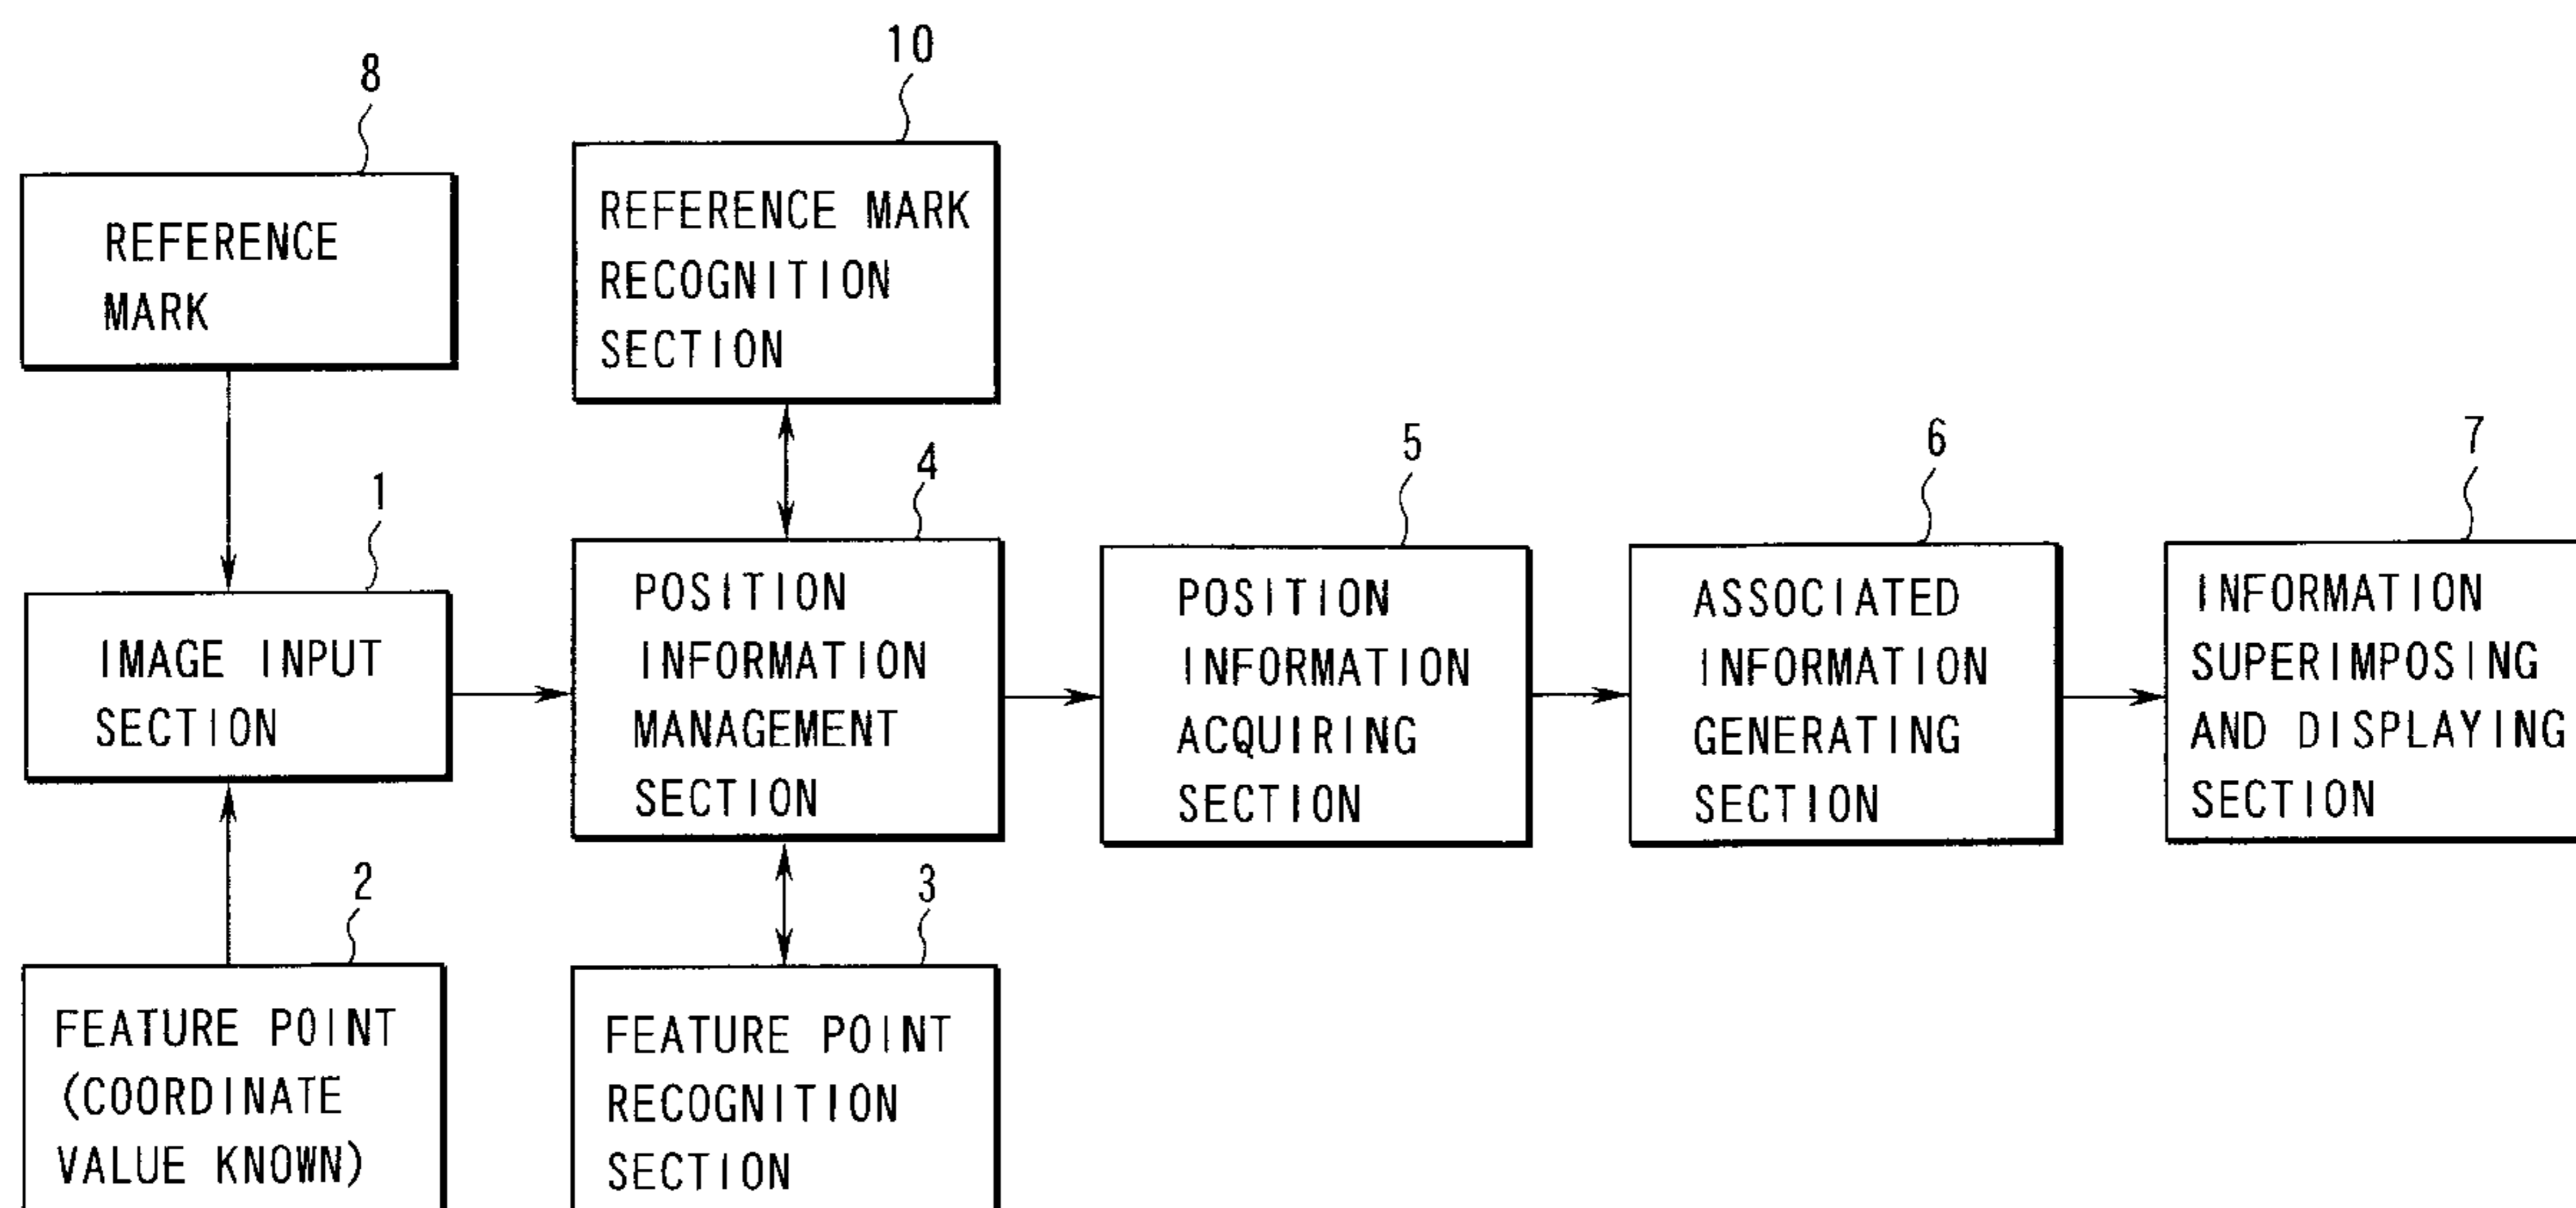 8
REFERENCE
MARK
10
REFERENCE MARK
RECOGNITION
SECTION
1
IMAGE INPUT
SECTION
4
POSITION
INFORMATION
MANAGEMENT
SECTION
5
POSITION
INFORMATION
ACQUIRING
SECTION
6
ASSOCIATED
INFORMATION
GENERATING
SECTION
7
INFORMATION
SUPERIMPOSING
AND DISPLAYING
SECTION
2
FEATURE POINT
(COORDINATE
VALUE KNOWN)
3
FEATURE POINT
RECOGNITION
SECTION